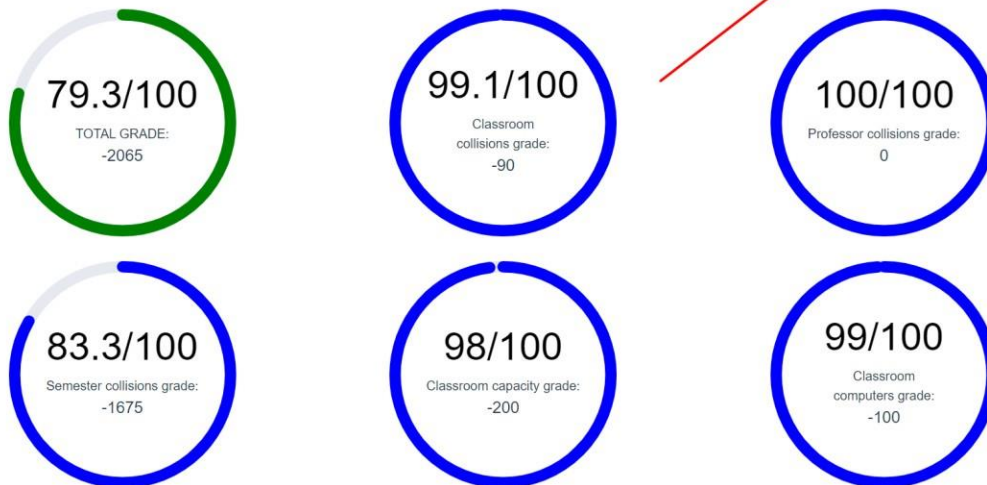 79.3/100
TOTAL GRADE:
-2065
99.1/100
Classroom
collisions grade:
-90
100/100
Professor collisions grade:
0
83.3/100
Semester collisions grade:
-1675
98/100
Classroom capacity grade:
-200
99/100
Classroom
computers grade:
-100